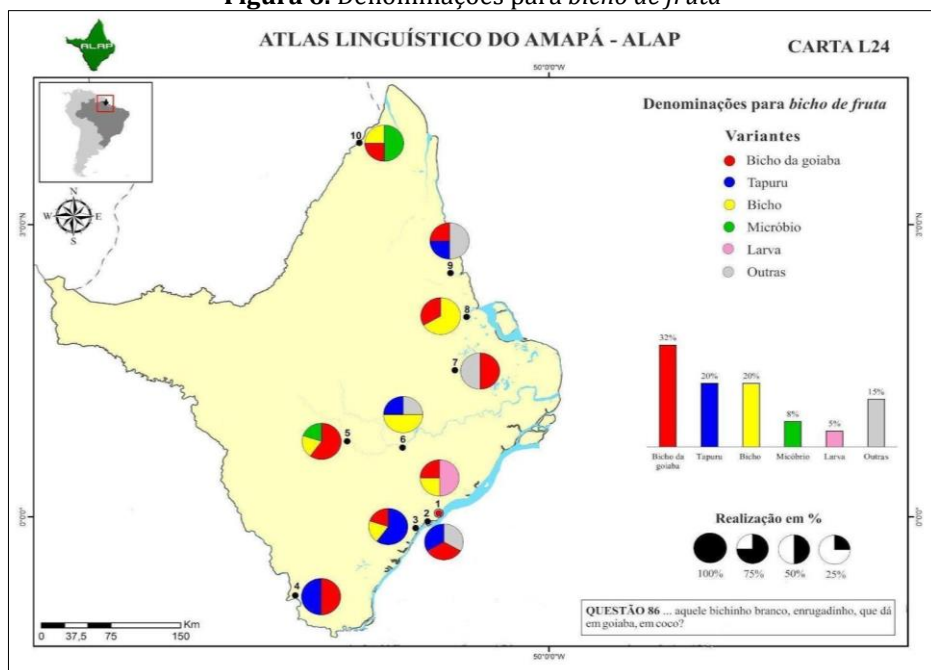 Figura 6. Denominações para bicho de fruta
ALAP
ATLAS LINGUÍSTICO DO AMAPÁ - ALAP
CARTA L24
50°0'0"W
Denominações para bicho de fruta
Variantes
Bicho da goiaba
Tapuru
Bicho
Micróbio
Larva
Outras
N
W E
S
3°0'0"N
0°0'0"
10
9
8
7
6
5
1
2
3
4
32%
20%
20%
8%
5%
15%
Bicho da goiaba
Tapuru
Bicho
Micóbrio
Larva
Outras
Realização em %
100%
75%
50%
25%
QUESTÃO 86 ... aquele bichinho branco, enrugadinho, que dá
em goiaba, em coco?
Km
0 37,5 75 150
50°0'0"W